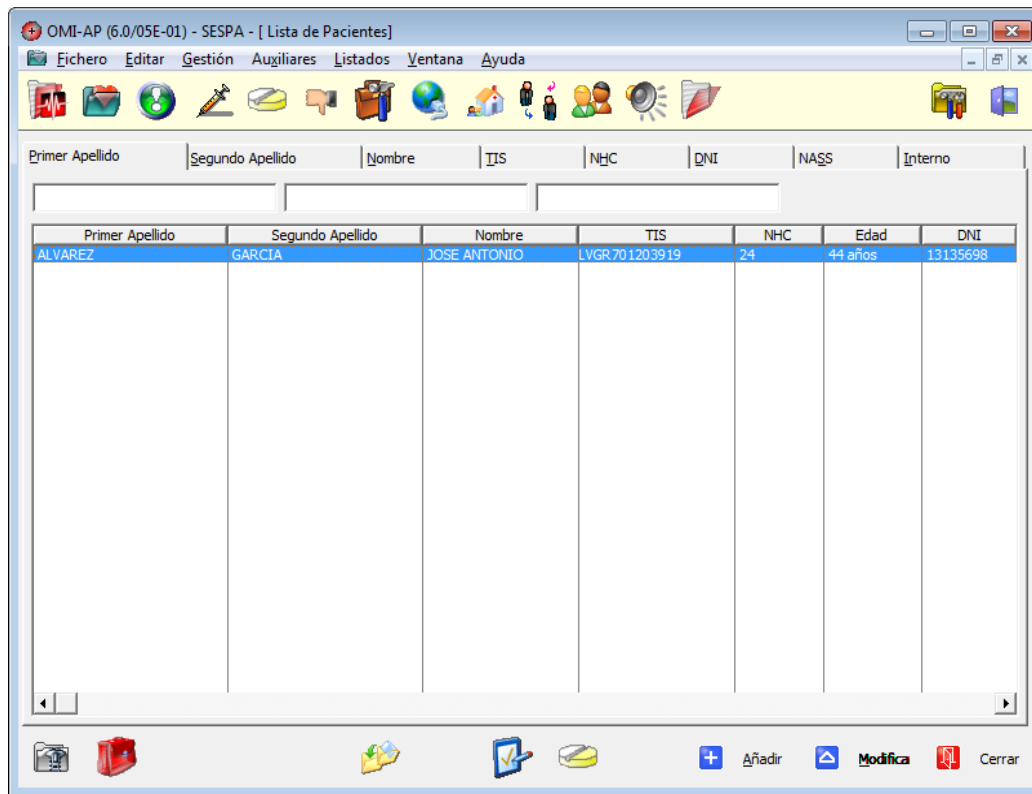 OMI-AP (6.0/05E-01) - SESPA - [ Lista de Pacientes]
Fichero Editar Gestión Auxiliares Listados Ventana Ayuda
Primer Apellido Segundo Apellido Nombre TIS NHC DNI NASS Interno
Primer Apellido Segundo Apellido Nombre TIS NHC Edad DNI
ALVAREZ GARCIA JOSE ANTONIO LVGR701203919 24 44 años 13135698
Añadir Modifica Cerrar